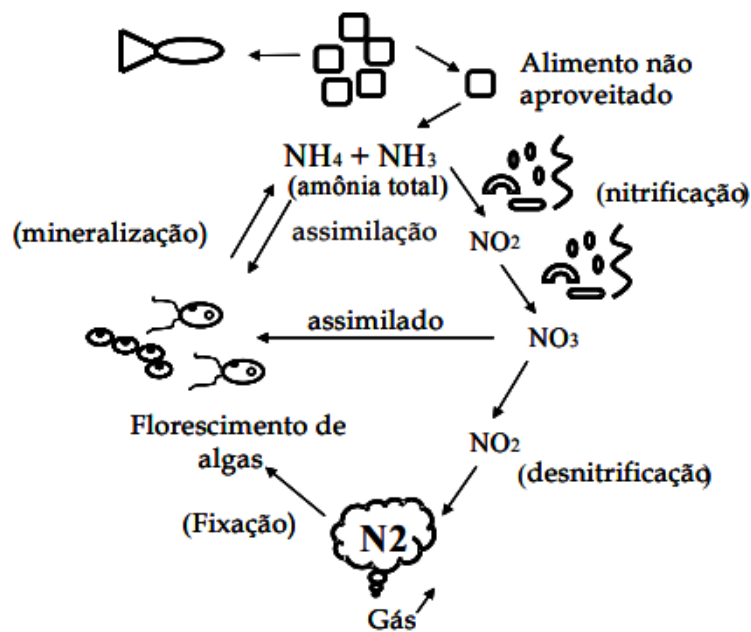 Alimento não
aproveitado
NH₄ + NH₃
(amônia total)
(nitrificação)
(mineralização)
assimilação
NO₂
assimilado
NO₃
Florescimento de
algas
NO₂
(desnitrificação)
(Fixação)
N2
Gás